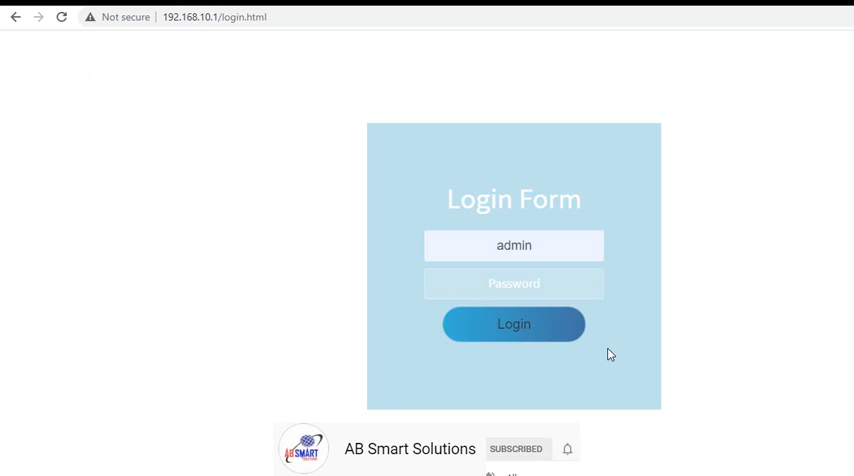 Not secure | 192.168.10.1/login.html
Login Form
admin
Password
Login
AB SMART
AB Smart Solutions SUBSCRIBED